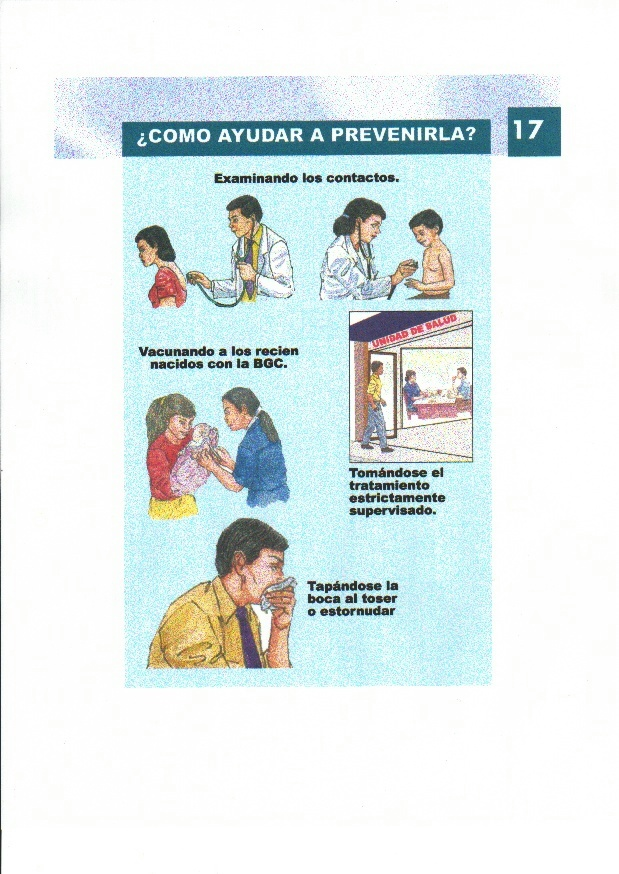 ¿COMO AYUDAR A PREVENIRLA?
17
Examinando los contactos.
UNIDAD DE SALUD
Vacunando a los recien
nacidos con la BGC.
Tomándose el
tratamiento
estrictamente
supervisado.
Tapándose la
boca al toser
o estornudar